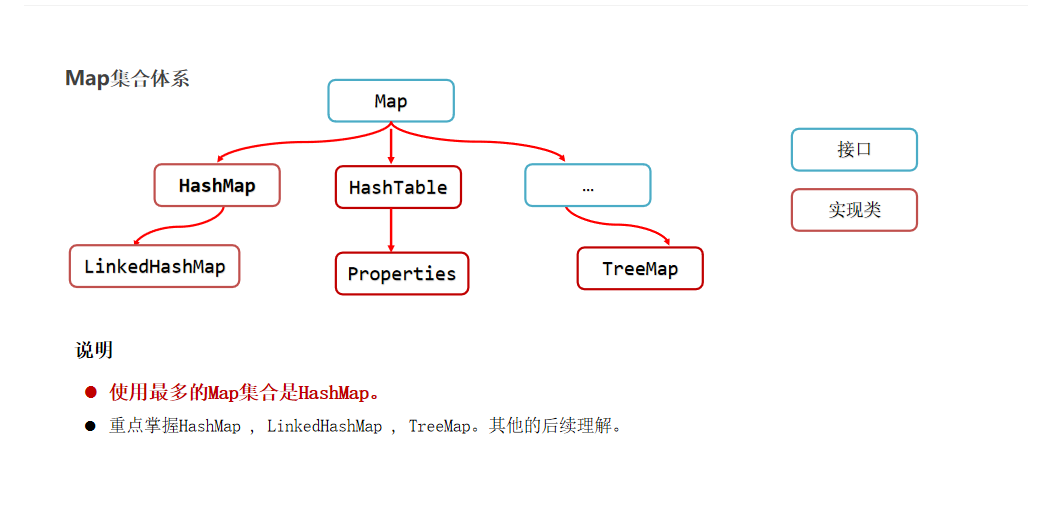 Map集合体系
Map
接口
HashMap
HashTable
...
实现类
LinkedHashMap
Properties
TreeMap
说明
使用最多的Map集合是HashMap。
重点掌握HashMap , LinkedHashMap , TreeMap。其他的后续理解。